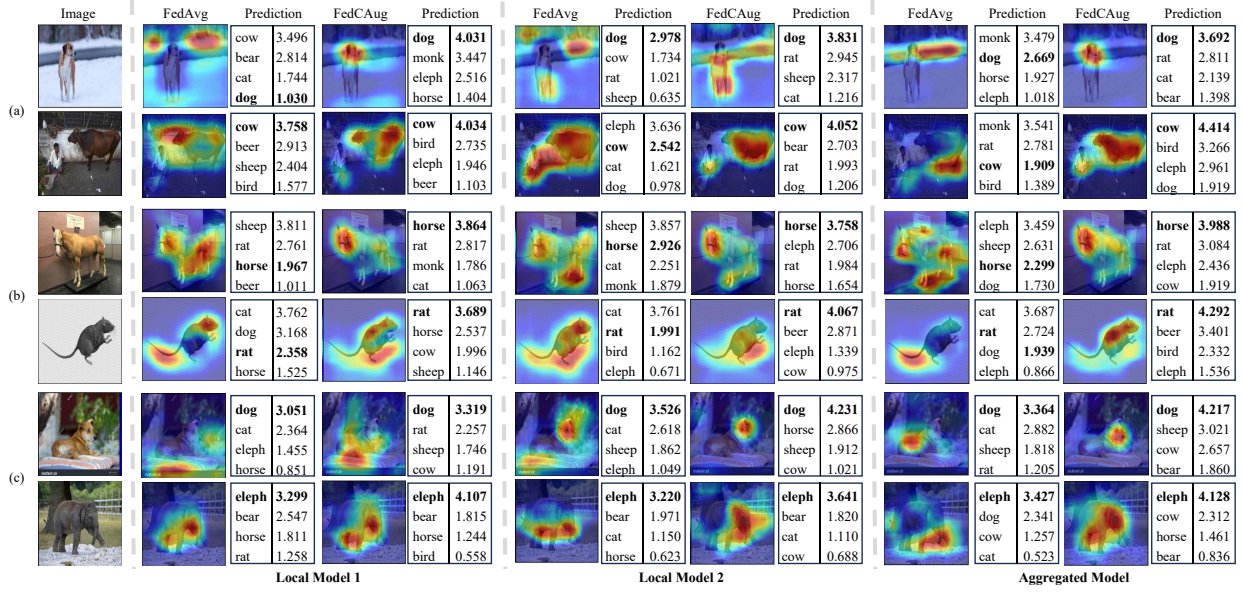 Image FedAvg Prediction FedCAug Prediction FedAvg Prediction FedCAug Prediction FedAvg Prediction FedCAug Prediction
(a)
cow 3.496 dog 4.031 dog 2.978 dog 3.831 monk 3.479 dog 3.692
bear 2.814 monk 3.447 cow 1.734 rat 2.945 dog 2.669 rat 2.811
cat 1.744 eleph 2.516 rat 1.021 sheep 2.317 horse 1.927 cat 2.139
dog 1.030 horse 1.404 sheep 0.635 cat 1.216 eleph 1.018 bear 1.398
cow 3.758 cow 4.034 eleph 3.636 cow 4.052 monk 3.541 cow 4.414
beer 2.913 bird 2.735 cow 2.542 bear 2.703 rat 2.781 bird 3.266
sheep 2.404 eleph 1.946 cat 1.621 rat 1.993 cow 1.909 eleph 2.961
bird 1.577 beer 1.103 dog 0.978 dog 1.206 bird 1.389 dog 1.919
(b)
sheep 3.811 horse 3.864 sheep 3.857 horse 3.758 eleph 3.459 horse 3.988
rat 2.761 rat 2.817 horse 2.926 eleph 2.706 sheep 2.631 rat 3.084
horse 1.967 monk 1.786 cat 2.251 rat 1.984 horse 2.299 eleph 2.436
beer 1.011 cat 1.063 monk 1.879 horse 1.654 dog 1.730 cow 1.919
cat 3.762 rat 3.689 cat 3.761 rat 4.067 cat 3.687 rat 4.292
dog 3.168 horse 2.537 rat 1.991 beer 2.871 rat 2.724 beer 3.401
rat 2.358 cow 1.996 bird 1.162 eleph 1.339 dog 1.939 bird 2.332
horse 1.525 sheep 1.146 eleph 0.671 cow 0.975 eleph 0.866 eleph 1.536
(c)
dog 3.051 dog 3.319 dog 3.526 dog 4.231 dog 3.364 dog 4.217
cat 2.364 rat 2.257 cat 2.618 horse 2.866 cat 2.882 sheep 3.021
eleph 1.455 sheep 1.746 sheep 1.862 sheep 1.912 sheep 1.818 cow 2.657
horse 0.851 cow 1.191 eleph 1.049 cow 1.021 rat 1.205 bear 1.860
eleph 3.299 eleph 4.107 eleph 3.220 eleph 3.641 eleph 3.427 eleph 4.128
bear 2.547 bear 1.815 bear 1.971 bear 1.820 dog 2.341 cow 2.312
horse 1.811 horse 1.244 cat 1.150 cat 1.110 cow 1.257 horse 1.461
rat 1.258 bird 0.558 horse 0.623 cow 0.688 cat 0.523 bear 0.836
Local Model 1 Local Model 2 Aggregated Model